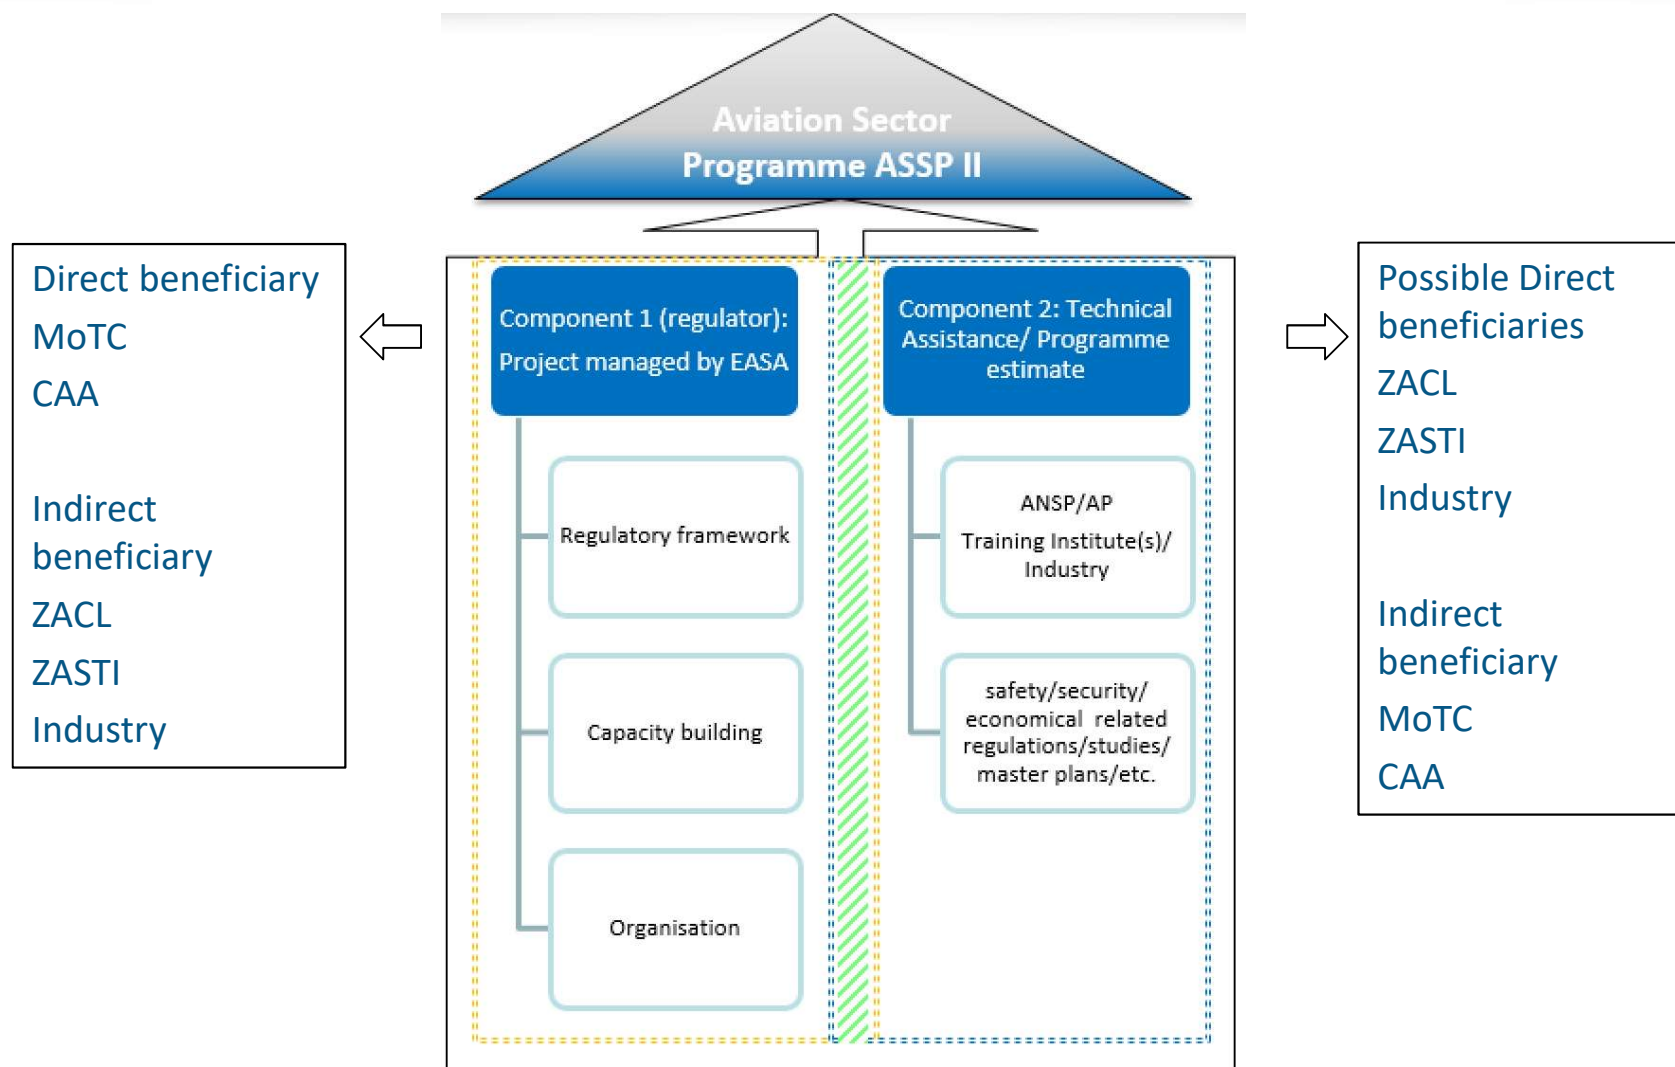 Aviation Sector
Programme ASSP II
Direct beneficiary
MoTC
CAA
Indirect
beneficiary
ZACL
ZASTI
Industry
Component 1 (regulator):
Project managed by EASA
Regulatory framework
Capacity building
Organisation
Component 2: Technical
Assistance/ Programme
estimate
ANSP/AP
Training Institute(s)/
Industry
safety/security/
economical related
regulations/studies/
master plans/etc.
Possible Direct
beneficiaries
ZACL
ZASTI
Industry
Indirect
beneficiary
MoTC
CAA